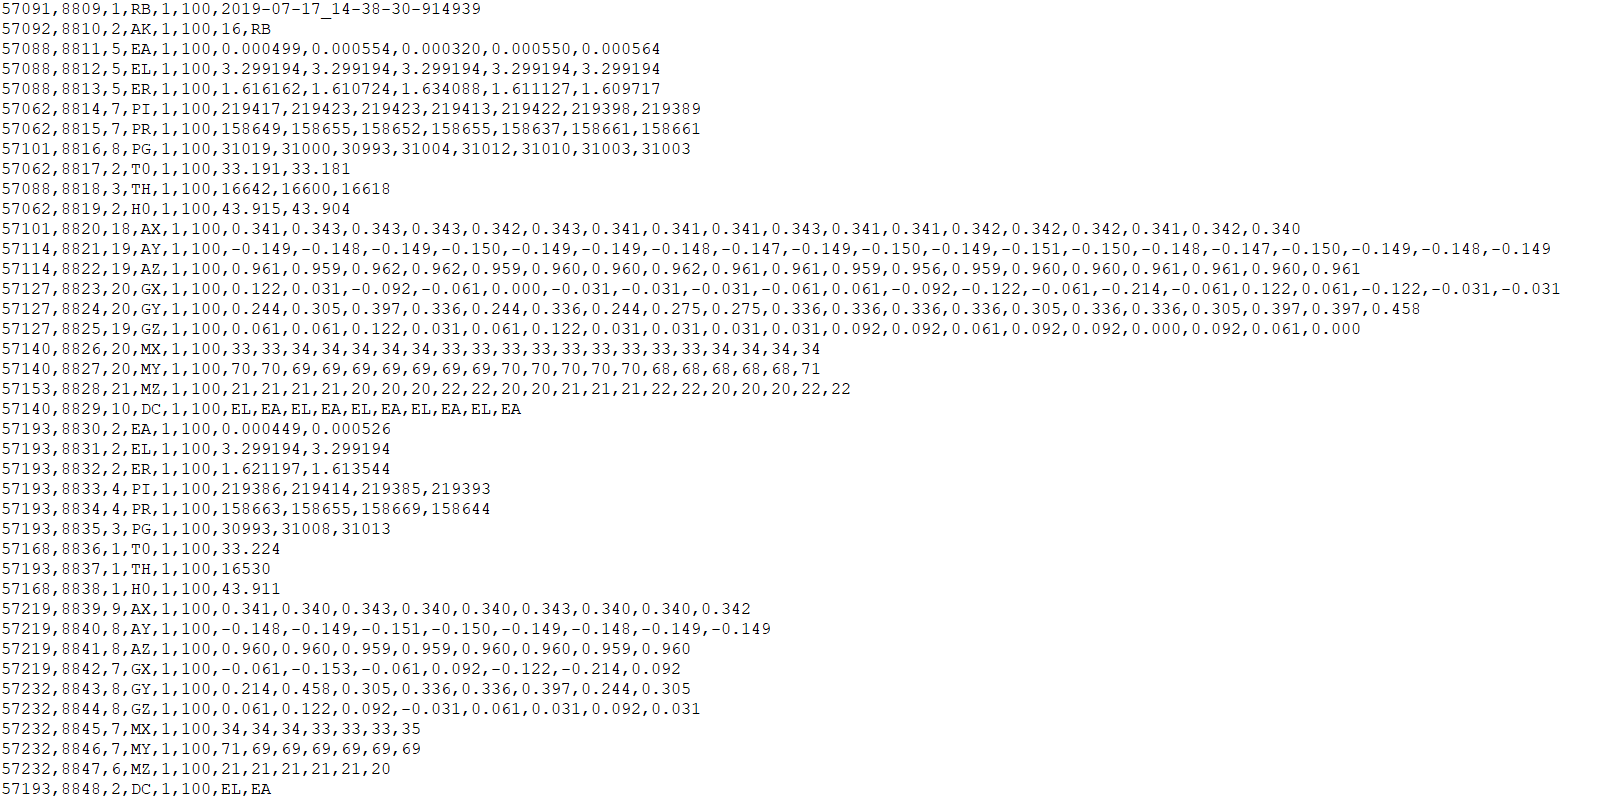 57091,8809,1,RB,1,100,2019-07-17_14-38-30-914939
57092,8810,2,AK,1,100,16,RB
57088,8811,5,EA,1,100,0.000499,0.000554,0.000320,0.000550,0.000564
57088,8812,5,EL,1,100,3.299194,3.299194,3.299194,3.299194,3.299194
57088,8813,5,ER,1,100,1.616162,1.610724,1.634088,1.611127,1.609717
57062,8814,7,PI,1,100,219417,219423,219423,219413,219422,219398,219389
57062,8815,7,PR,1,100,158649,158655,158652,158655,158637,158661,158661
57101,8816,8,PG,1,100,31019,31000,30993,31004,31012,31010,31003,31003
57062,8817,2,T0,1,100,33.191,33.181
57088,8818,3,TH,1,100,16642,16600,16618
57062,8819,2,H0,1,100,43.915,43.904
57101,8820,18,AX,1,100,0.341,0.343,0.343,0.343,0.342,0.343,0.341,0.341,0.341,0.343,0.341,0.341,0.342,0.342,0.342,0.341,0.342,0.340
57114,8821,19,AY,1,100,-0.149,-0.148,-0.149,-0.150,-0.149,-0.149,-0.148,-0.147,-0.149,-0.150,-0.149,-0.151,-0.150,-0.148,-0.147,-0.150,-0.149,-0.148,-0.149
57114,8822,19,AZ,1,100,0.961,0.959,0.962,0.962,0.959,0.960,0.960,0.962,0.961,0.961,0.959,0.956,0.959,0.960,0.960,0.961,0.961,0.960,0.961
57127,8823,20,GX,1,100,0.122,0.031,-0.092,-0.061,0.000,-0.031,-0.031,-0.031,-0.061,0.061,-0.092,-0.122,-0.061,-0.214,-0.061,0.122,0.061,-0.122,-0.031,-0.031
57127,8824,20,GY,1,100,0.244,0.305,0.397,0.336,0.244,0.336,0.244,0.275,0.275,0.336,0.336,0.336,0.336,0.305,0.336,0.336,0.305,0.397,0.397,0.458
57127,8825,19,GZ,1,100,0.061,0.061,0.122,0.031,0.061,0.122,0.031,0.031,0.031,0.031,0.092,0.092,0.061,0.092,0.092,0.000,0.092,0.061,0.000
57140,8826,20,MX,1,100,33,33,34,34,34,34,34,33,33,33,33,33,33,33,33,33,34,34,34,34
57140,8827,20,MY,1,100,70,70,69,69,69,69,69,69,69,70,70,70,70,70,68,68,68,68,68,71
57153,8828,21,MZ,1,100,21,21,21,21,20,20,20,22,22,20,20,21,21,21,22,22,20,20,20,22,22
57140,8829,10,DC,1,100,EL,EA,EL,EA,EL,EA,EL,EA,EL,EA
57193,8830,2,EA,1,100,0.000449,0.000526
57193,8831,2,EL,1,100,3.299194,3.299194
57193,8832,2,ER,1,100,1.621197,1.613544
57193,8833,4,PI,1,100,219386,219414,219385,219393
57193,8834,4,PR,1,100,158663,158655,158669,158644
57193,8835,3,PG,1,100,30993,31008,31013
57168,8836,1,T0,1,100,33.224
57193,8837,1,TH,1,100,16530
57168,8838,1,H0,1,100,43.911
57219,8839,9,AX,1,100,0.341,0.340,0.343,0.340,0.340,0.343,0.340,0.340,0.342
57219,8840,8,AY,1,100,-0.148,-0.149,-0.151,-0.150,-0.149,-0.148,-0.149,-0.149
57219,8841,8,AZ,1,100,0.960,0.960,0.959,0.959,0.960,0.960,0.959,0.960
57219,8842,7,GX,1,100,-0.061,-0.153,-0.061,0.092,-0.122,-0.214,0.092
57232,8843,8,GY,1,100,0.214,0.458,0.305,0.336,0.336,0.397,0.244,0.305
57232,8844,8,GZ,1,100,0.061,0.122,0.092,-0.031,0.061,0.031,0.092,0.031
57232,8845,7,MX,1,100,34,34,34,33,33,33,35
57232,8846,7,MY,1,100,71,69,69,69,69,69,69
57232,8847,6,MZ,1,100,21,21,21,21,21,20
57193,8848,2,DC,1,100,EL,EA